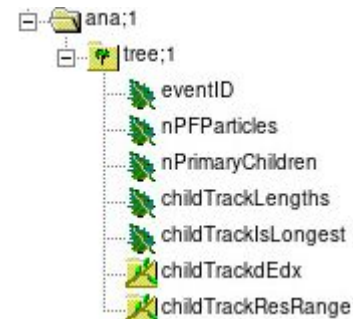 ana;1
tree;1
eventID
nPFParticles
nPrimaryChildren
childTrackLengths
childTrackIsLongest
childTrackdEdx
childTrackResRange